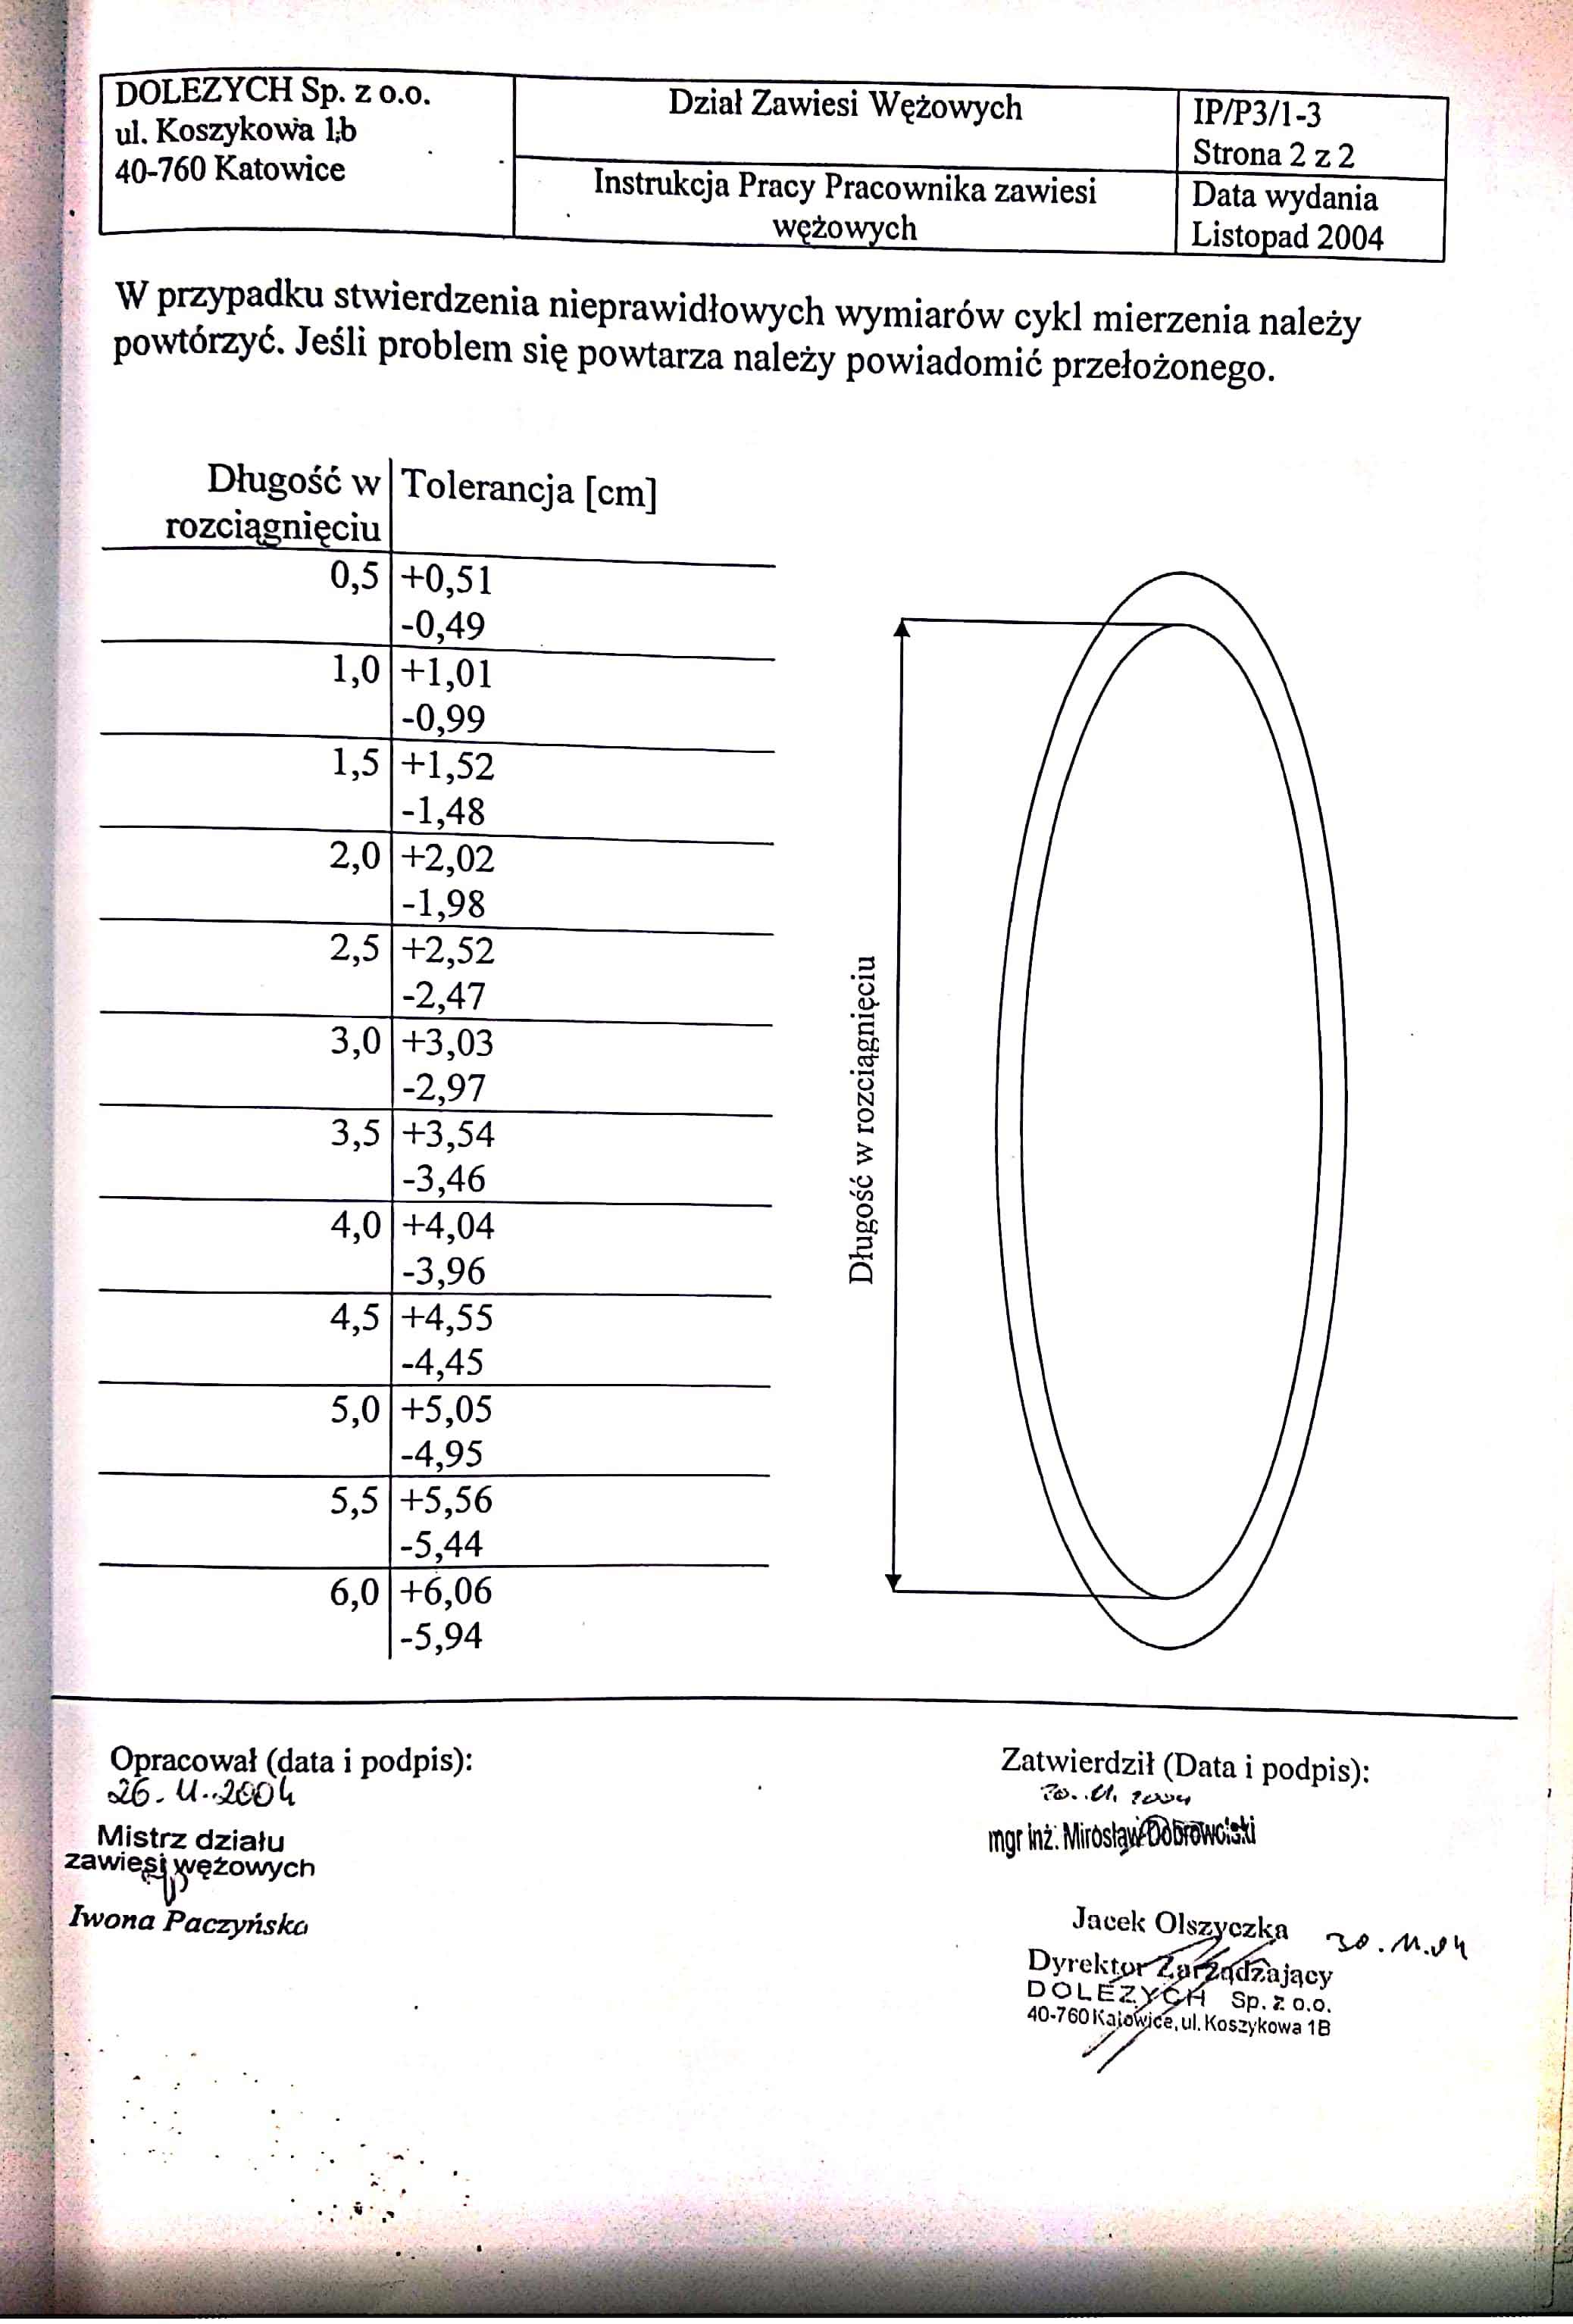 DOLEZYCH Sp. z o.o.
ul. Koszykowa 1b
40-760 Katowice
Dział Zawiesi Wężowych
IP/P3/1-3
Strona 2 z 2
Instrukcja Pracy Pracownika zawiesi
wężowych
Data wydania
Listopad 2004
W przypadku stwierdzenia nieprawidłowych wymiarów cykl mierzenia należy
powtórzyć. Jeśli problem się powtarza należy powiadomić przełożonego.
Długość w
rozciągnięciu
Tolerancja [cm]
0,5 +0,51
-0,49
1,0 +1,01
-0,99
1,5 +1,52
-1,48
2,0 +2,02
-1,98
2,5 +2,52
-2,47
3,0 +3,03
-2,97
3,5 +3,54
-3,46
4,0 +4,04
-3,96
4,5 +4,55
-4,45
5,0 +5,05
-4,95
5,5 +5,56
-5,44
6,0 +6,06
-5,94
Długość w rozciągnięciu
Opracował (data i podpis):
26.11.2004
Mistrz działu
zawiesi wężowych
Iwona Paczyńska
Zatwierdził (Data i podpis):
mgr inż. Mirosław Dobrowolski
Jacek Olszyczka
30.11.04
Dyrektor Zarządzający
DOLEZYCH Sp. z o.o.
40-760 Katowice, ul. Koszykowa 1B